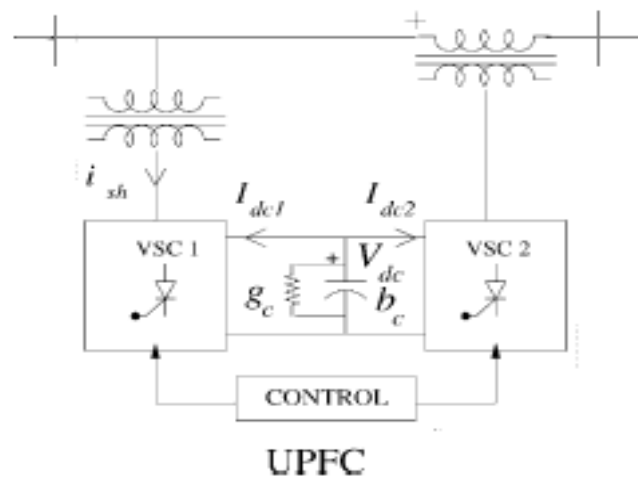 +
i sh
I dc1
I dc2
VSC 1
VSC 2
+
V dc
g c
b c
CONTROL
UPFC